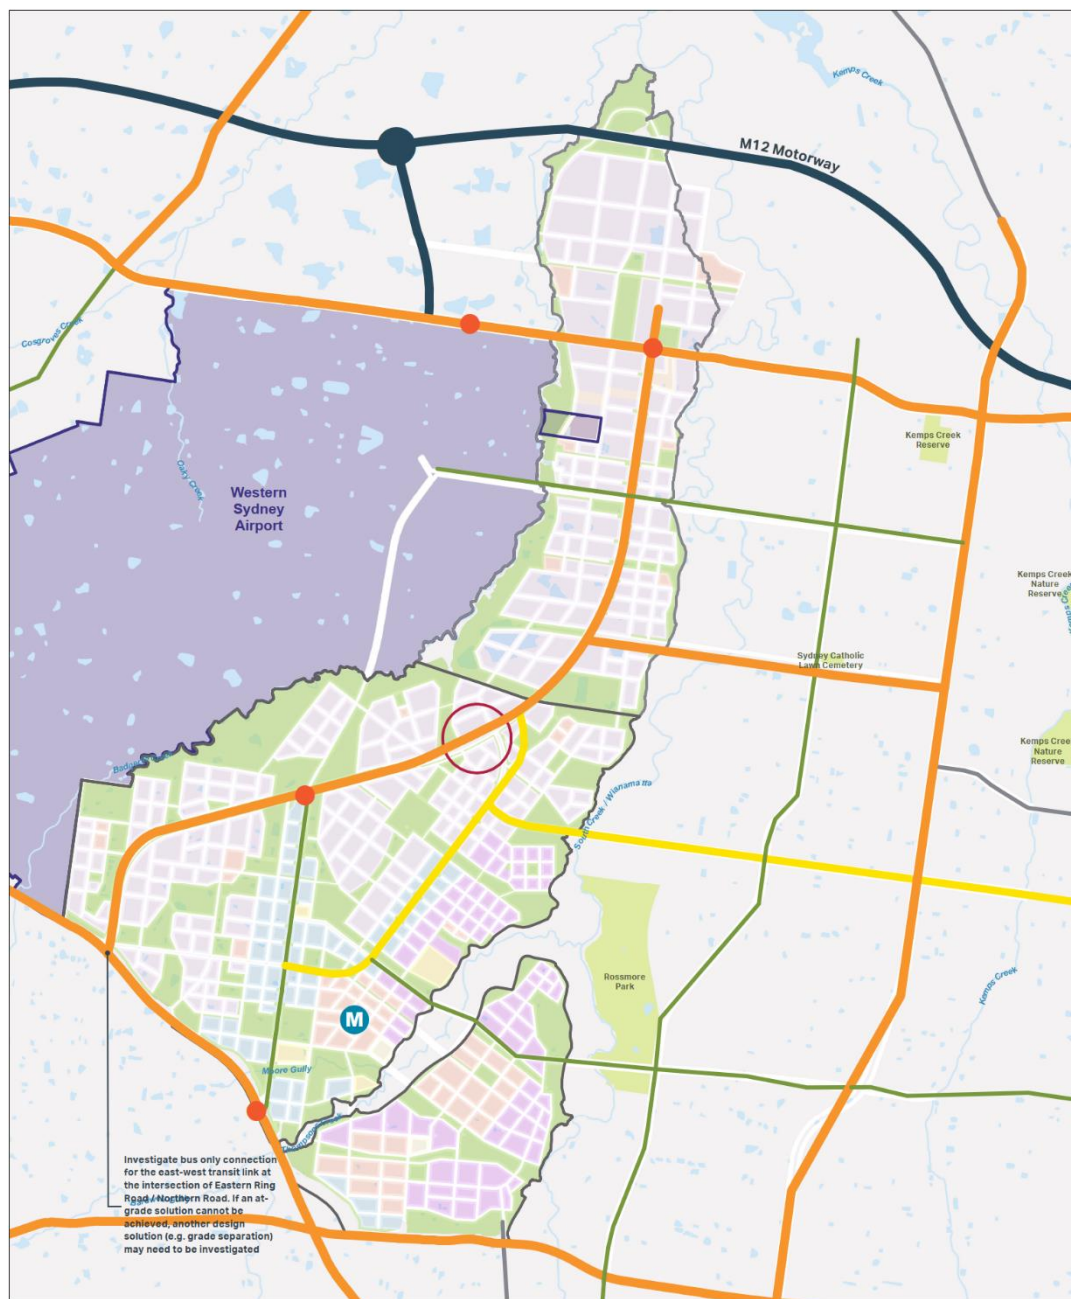 Kemps Creek
M12 Motorway
Cosgroves Creek
Kemps Creek
Reserve
Oaky Creek
Western
Sydney
Airport
Kemps Creek
Nature
Reserve
Sydney Catholic
Lawn Cemetery
Kemps Creek
Nature
Reserve
South Creek / Wianamatta
Rossmore
Park
Kemps Creek
M
Moore Gully
Investigate bus only connection
for the east-west transit link at
the intersection of Eastern Ring
Road / Northern Road. If an at-
grade solution cannot be
achieved, another design
solution (e.g. grade separation)
may need to be investigated